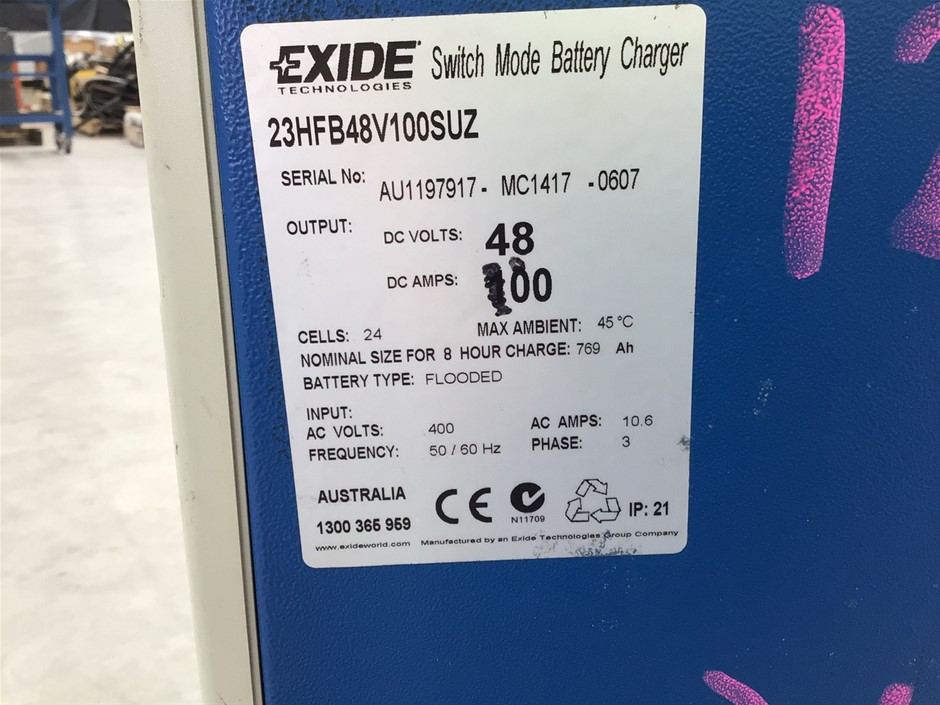 EXIDE Switch Mode Battery Charger
TECHNOLOGIES
23HFB48V100SUZ
SERIAL No: AU1197917- MC1417 -0607
OUTPUT: DC VOLTS: 48
DC AMPS: 100
CELLS: 24 MAX AMBIENT: 45 °C
NOMINAL SIZE FOR 8 HOUR CHARGE: 769 Ah
BATTERY TYPE: FLOODED
INPUT:
AC VOLTS: 400 AC AMPS: 10.6
FREQUENCY: 50 / 60 Hz PHASE: 3
AUSTRALIA
1300 365 959
CE N11709 IP: 21
www.exideworld.com Manufactured by an Exide Technologies Group Company